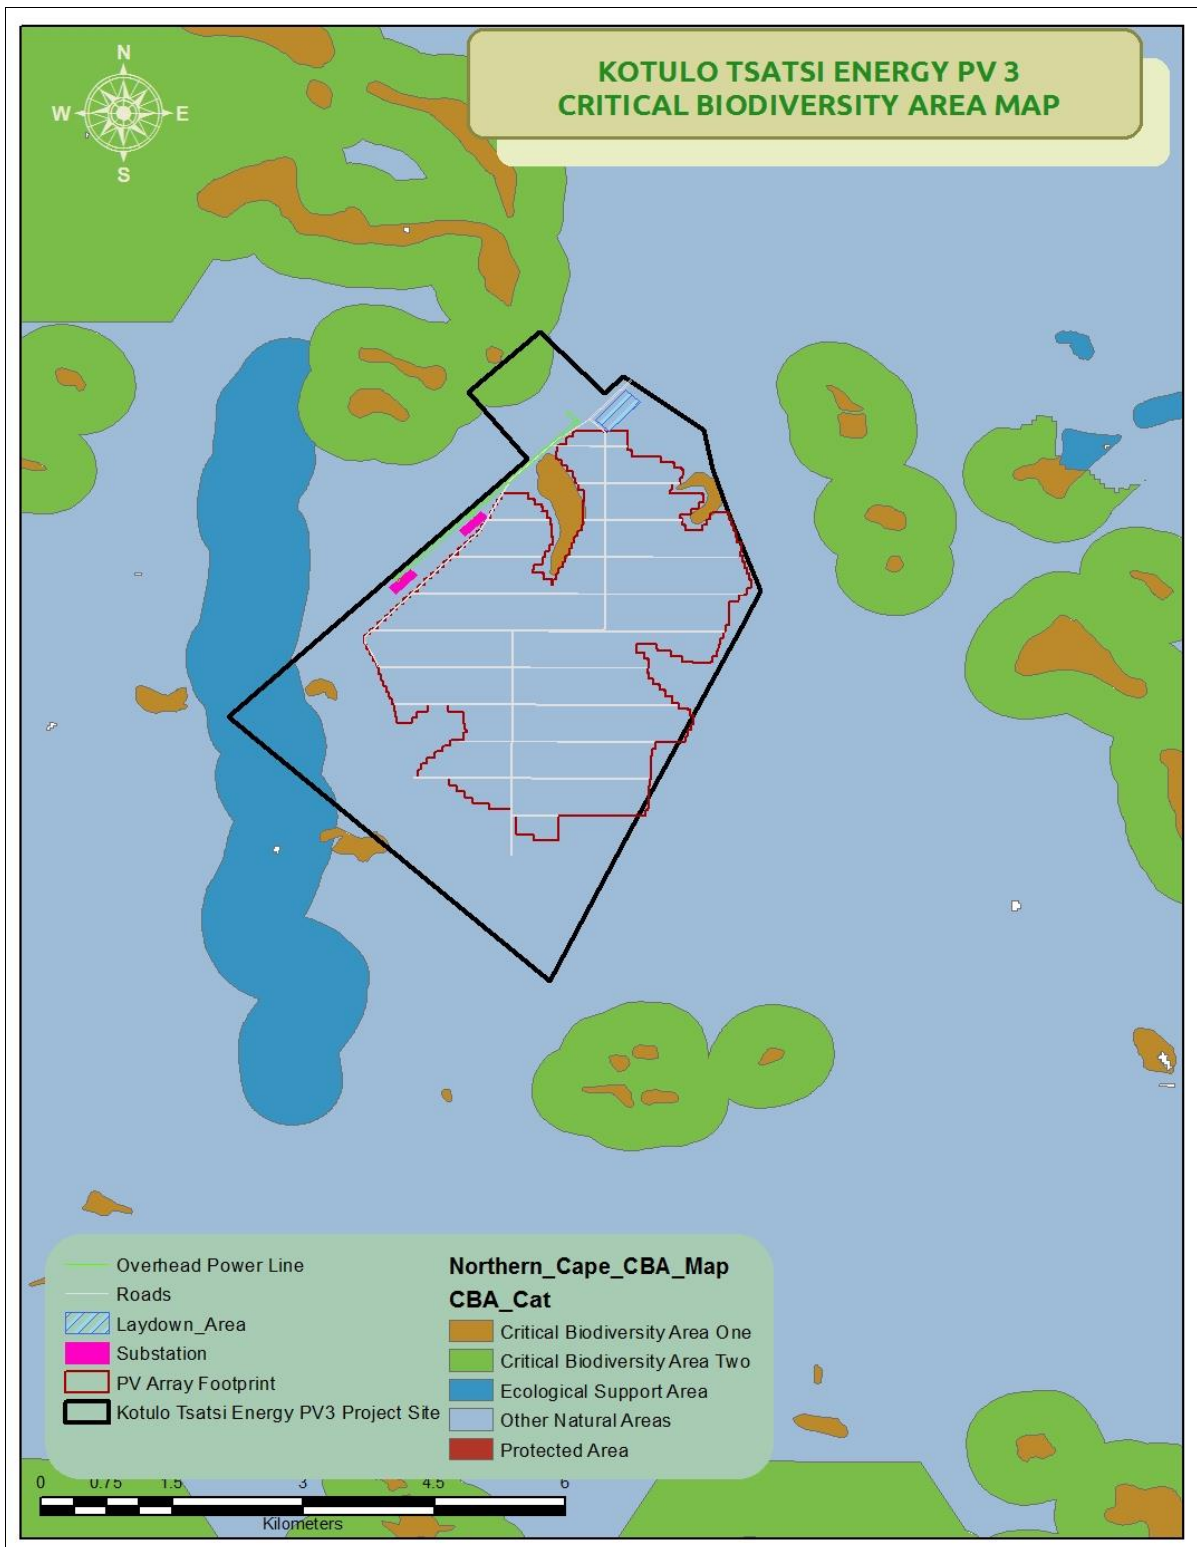 KOTULO TSATSI ENERGY PV 3
CRITICAL BIODIVERSITY AREA MAP
N
W E
S
Overhead Power Line
Roads
Laydown_Area
Substation
PV Array Footprint
Kotulo Tsatsi Energy PV3 Project Site
Northern_Cape_CBA_Map
CBA_Cat
Critical Biodiversity Area One
Critical Biodiversity Area Two
Ecological Support Area
Other Natural Areas
Protected Area
0 0.75 1.5 3 4.5 6
Kilometers